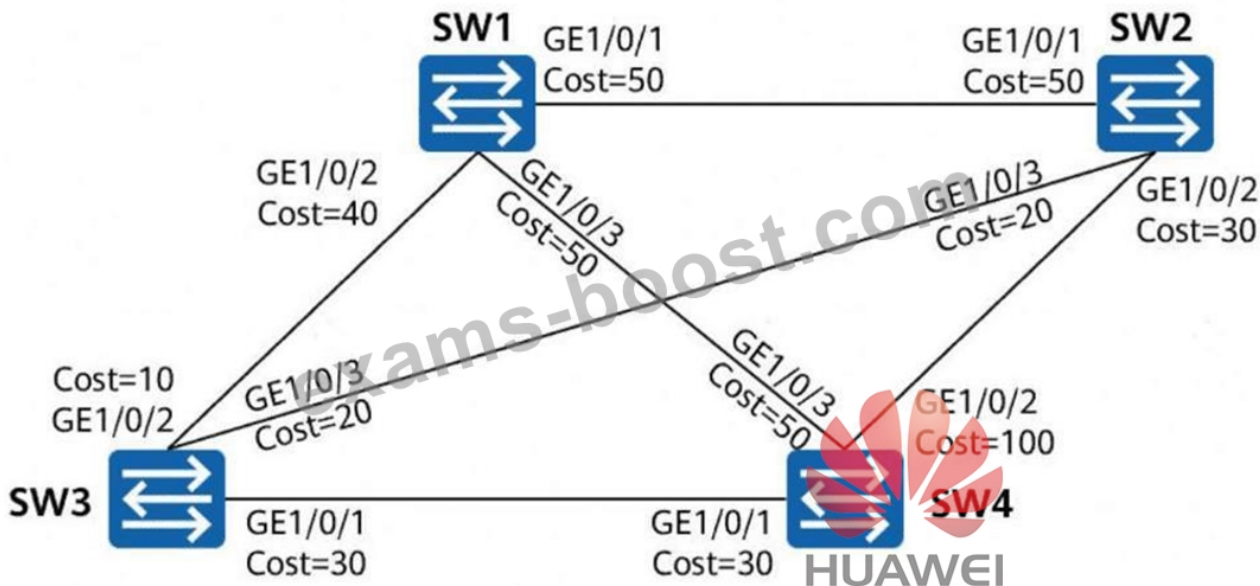 SW1
GE1/0/1
Cost=50
GE1/0/1
Cost=50
SW2
GE1/0/2
Cost=40
GE1/0/3
Cost=50
GE1/0/3
Cost=20
GE1/0/2
Cost=30
exams-boost.com
Cost=10
GE1/0/2
GE1/0/3
Cost=20
GE1/0/3
Cost=50
GE1/0/2
Cost=100
SW3
GE1/0/1
Cost=30
GE1/0/1
Cost=30
SW4
HUAWEI